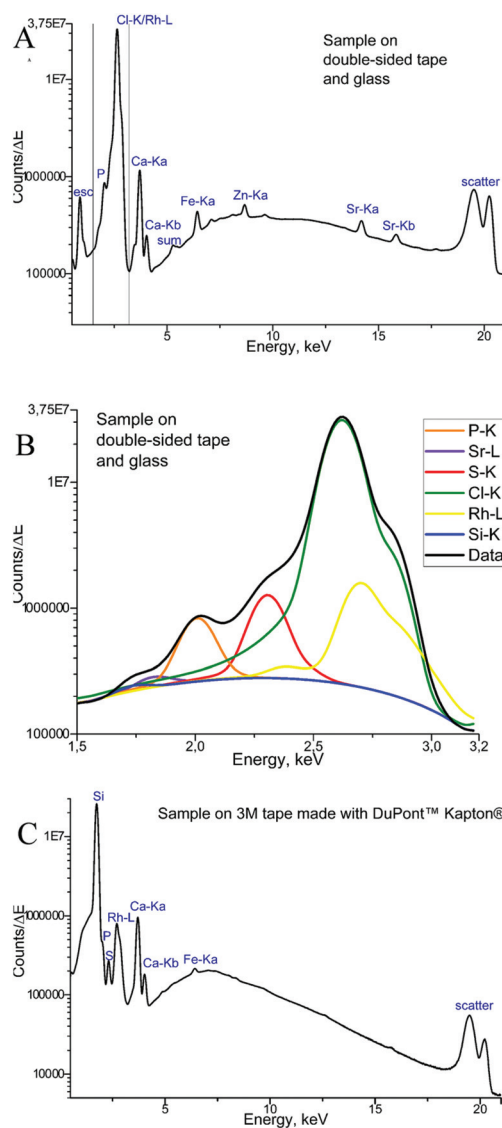 A
3,75E7
Cl-K/Rh-L
Sample on
double-sided tape
and glass
1E7
Counts/ΔE
1000000
esc
P
Ca-Ka
Ca-Kb
sum
Fe-Ka
Zn-Ka
Sr-Ka
Sr-Kb
scatter
100000
5
10
15
20
Energy, keV
B
3,75E7
Sample on
double-sided tape
and glass
P-K
Sr-L
S-K
Cl-K
Rh-L
Si-K
Data
1E7
Counts/ΔE
1000000
100000
1,5
2,0
2,5
3,0
3,2
Energy, keV
C
Si
Sample on 3M tape made with DuPont™ Kapton®
1E7
Counts/ΔE
1000000
P
S
Rh-L
Ca-Ka
Ca-Kb
Fe-Ka
100000
scatter
10000
5
10
15
20
Energy, keV